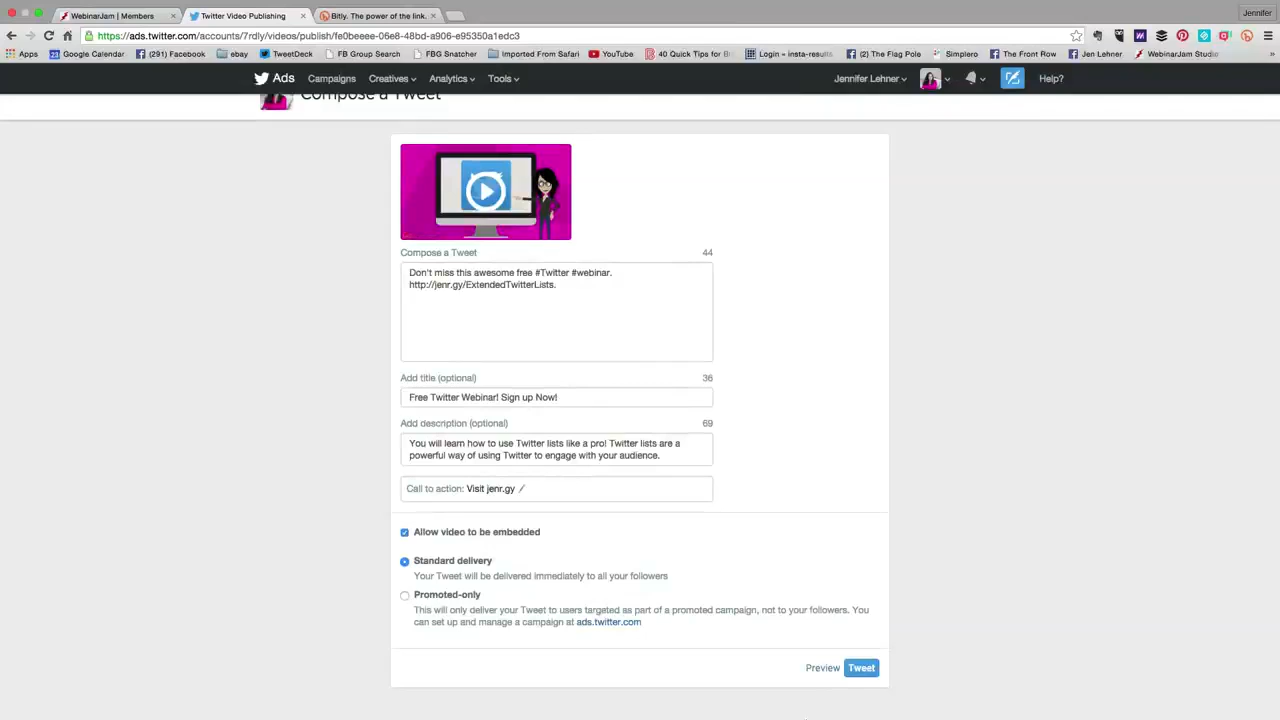 WebinarJam | Members
Twitter Video Publishing
Bitly. The power of the link.
Jennifer
https://ads.twitter.com/accounts/7rdly/videos/publish/fe0beeee-06e8-48bd-a906-e95350a1edc3
Apps
Google Calendar
(291) Facebook
ebay
TweetDeck
FB Group Search
FBG Snatcher
Imported From Safari
YouTube
40 Quick Tips for Br
Login = insta-results
(2) The Flag Pole
Simplero
The Front Row
Jen Lehner
WebinarJam Studio
»
Ads
Campaigns
Creatives
Analytics
Tools
Jennifer Lehner
Help?
Compose a Tweet
Compose a Tweet 44
Don't miss this awesome free #Twitter #webinar.
http://jenr.gy/ExtendedTwitterLists.
Add title (optional) 36
Free Twitter Webinar! Sign up Now!
Add description (optional) 69
You will learn how to use Twitter lists like a pro! Twitter lists are a
powerful way of using Twitter to engage with your audience.
Call to action: Visit jenr.gy
Allow video to be embedded
Standard delivery
Your Tweet will be delivered immediately to all your followers
Promoted-only
This will only deliver your Tweet to users targeted as part of a promoted campaign, not to your followers. You
can set up and manage a campaign at ads.twitter.com
Preview Tweet